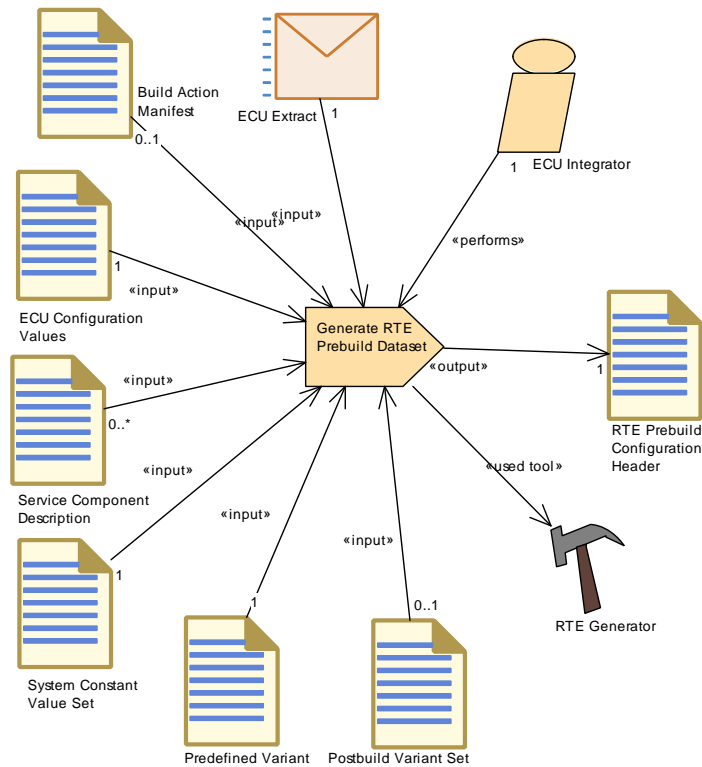 Build Action
Manifest
0..1
ECU Extract
1
1
ECU Integrator
«input»
«input»
«performs»
1
«input»
ECU Configuration
Values
Generate RTE
Prebuild Dataset
«output»
1
RTE Prebuild
Configuration
Header
«input»
0..*
Service Component
Description
«input»
«used tool»
«input»
«input»
1
System Constant
Value Set
1
Predefined Variant
0..1
Postbuild Variant Set
RTE Generator